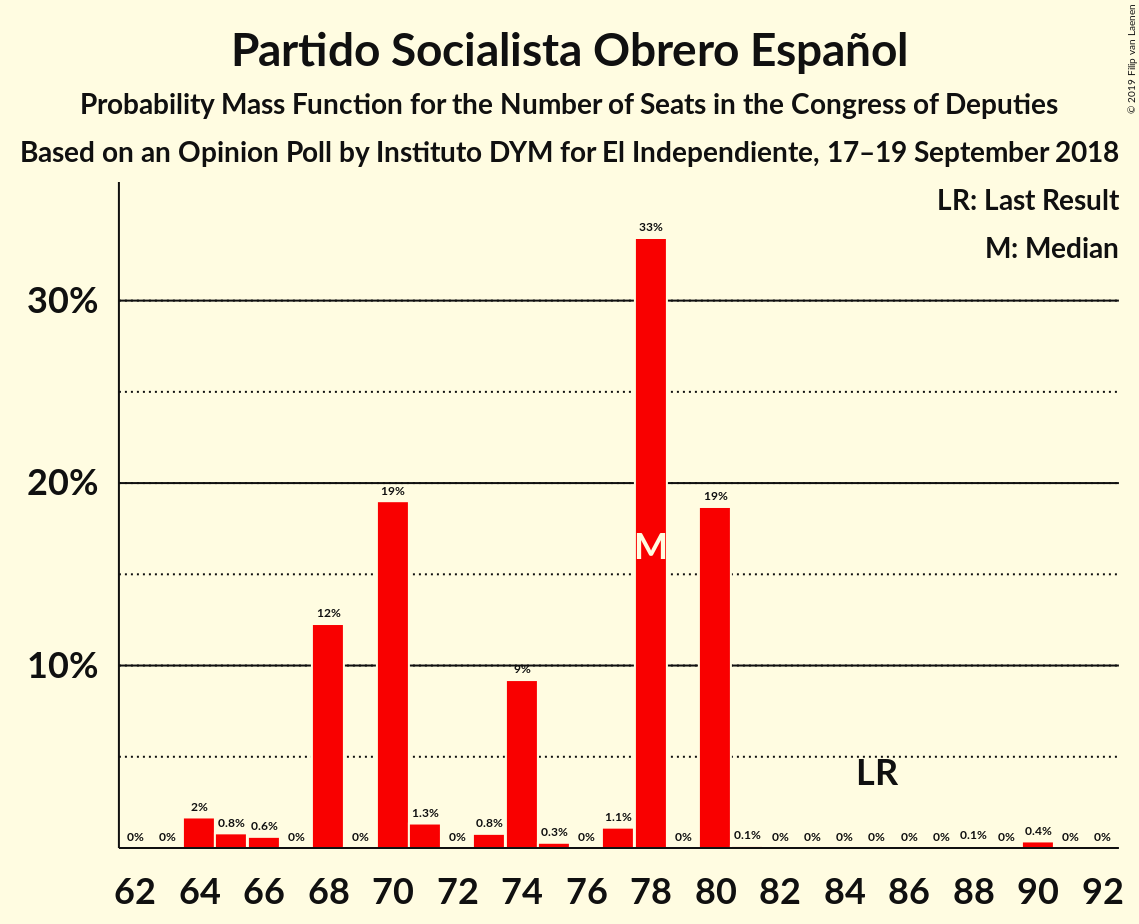 Partido Socialista Obrero Español
Probability Mass Function for the Number of Seats in the Congress of Deputies
Based on an Opinion Poll by Instituto DYM for El Independiente, 17–19 September 2018
© 2019 Filip van Laenen
LR: Last Result
M: Median
30%
20%
10%
0% 0% 2% 0.8% 0.6% 0% 12% 0% 19% 1.3% 0% 0.8% 9% 0.3% 0% 1.1% 33% 0% 19% 0.1% 0% 0% 0% 0% 0% 0% 0.1% 0% 0.4% 0% 0%
M
LR
62 64 66 68 70 72 74 76 78 80 82 84 86 88 90 92